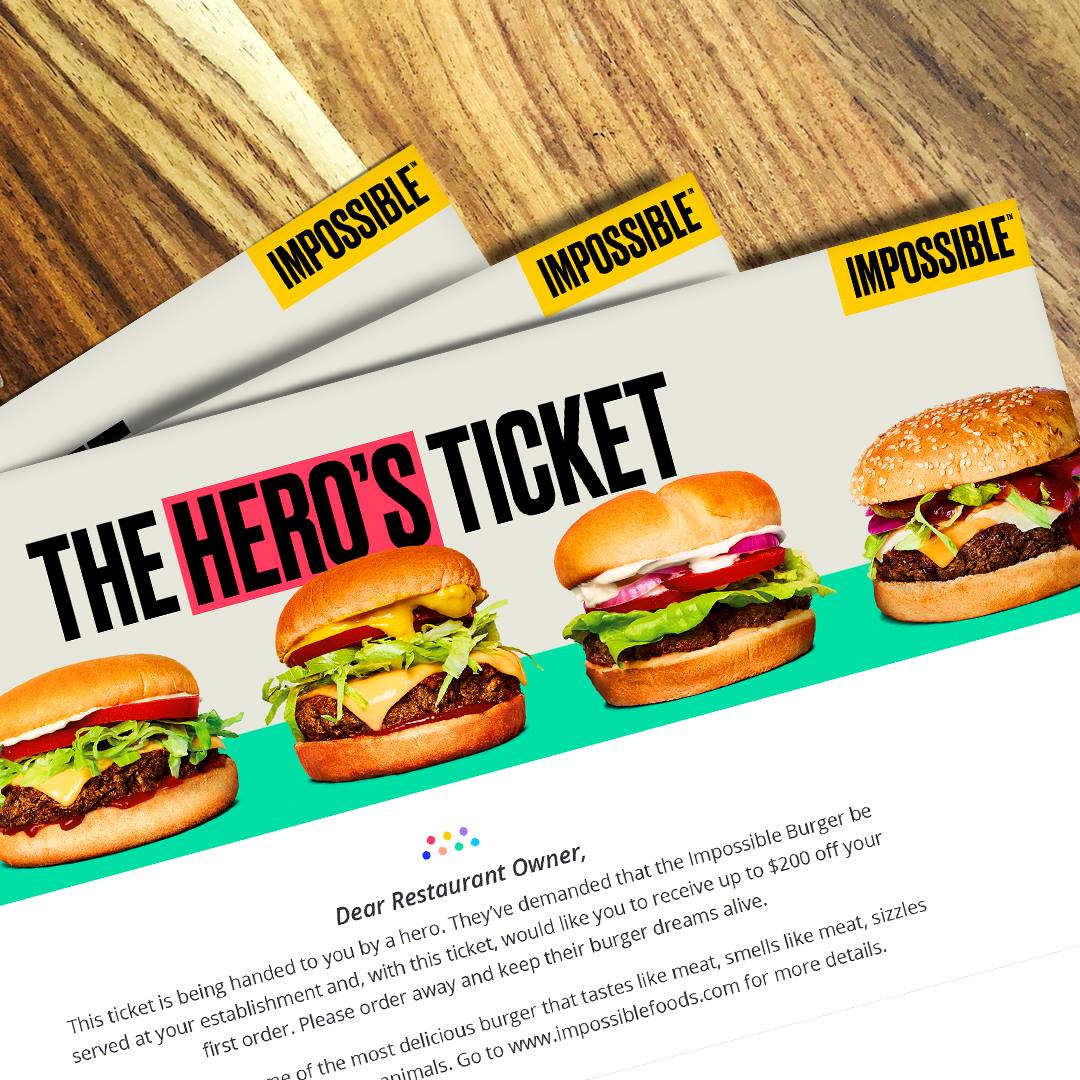 IMPOSSIBLE™
IMPOSSIBLE™
IMPOSSIBLE™
THE HERO'S TICKET
Dear Restaurant Owner,
This ticket is being handed to you by a hero. They've demanded that the Impossible Burger be
served at your establishment and, with this ticket, would like you to receive up to $200 off your
first order. Please order away and keep their burger dreams alive.
of the most delicious burger that tastes like meat, smells like meat, sizzles
animals. Go to www.impossiblefoods.com for more details.